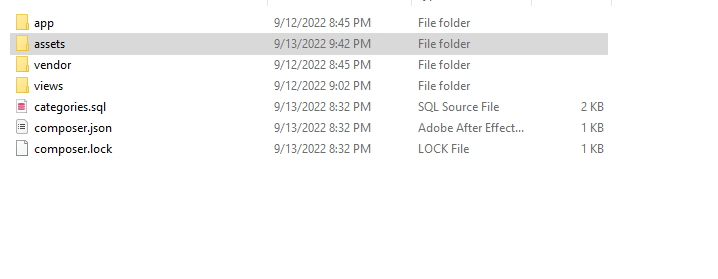 app 9/12/2022 8:45 PM File folder
assets 9/13/2022 9:42 PM File folder
vendor 9/12/2022 8:45 PM File folder
views 9/12/2022 9:02 PM File folder
categories.sql 9/13/2022 8:32 PM SQL Source File 2 KB
composer.json 9/13/2022 8:32 PM Adobe After Effect... 1 KB
composer.lock 9/13/2022 8:32 PM LOCK File 1 KB